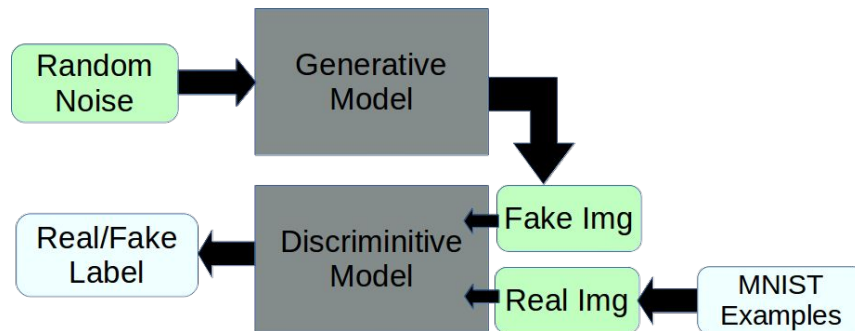 Random
Noise
Generative
Model
Fake Img
Real/Fake
Label
Discriminitive
Model
Real Img
MNIST
Examples